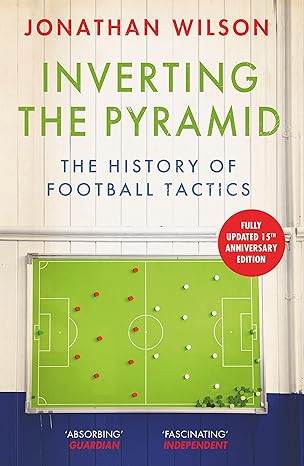 JONATHAN WILSON
INVERTING
THE PYRAMID
THE HISTORY OF
FOOTBALL TACTICS
FULLY
UPDATED 15TH
ANNIVERSARY
EDITION
‘ABSORBING’
GUARDIAN
‘FASCINATING’
INDEPENDENT